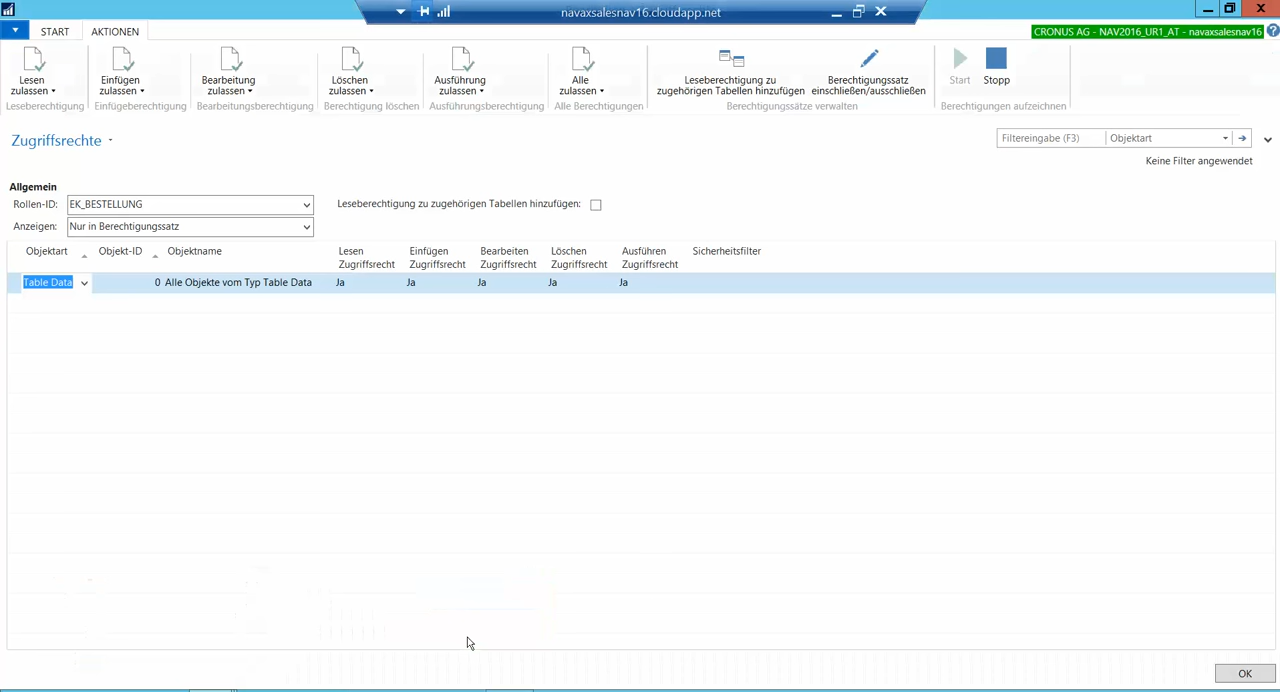 navaxsalesnav16.cloudapp.net
START AKTIONEN
CRONUS AG - NAV2016_UR1_AT - navaxsalesnav16
Lesen zulassen
Einfügen zulassen
Bearbeitung zulassen
Löschen zulassen
Ausführung zulassen
Alle zulassen
Leseberechtigung zu zugehörigen Tabellen hinzufügen
Berechtigungssatz einschließen/ausschließen
Start
Stopp
Leseberechtigung Einfügeberechtigung Bearbeitungsberechtigung Berechtigung löschen Ausführungsberechtigung Alle Berechtigungen Berechtigungssätze verwalten Berechtigungen aufzeichnen
Zugriffsrechte
Filtereingabe (F3) Objektart
Keine Filter angewendet
Allgemein
Rollen-ID: EK_BESTELLUNG Leseberechtigung zu zugehörigen Tabellen hinzufügen:
Anzeigen: Nur in Berechtigungssatz
Objektart Objekt-ID Objektname Lesen Einfügen Bearbeiten Löschen Ausführen Sicherheitsfilter
Zugriffsrecht Zugriffsrecht Zugriffsrecht Zugriffsrecht Zugriffsrecht
Table Data 0 Alle Objekte vom Typ Table Data Ja Ja Ja Ja Ja
OK